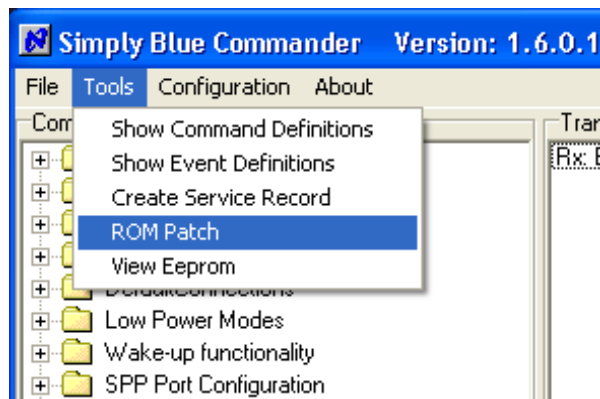 Simply Blue Commander Version: 1.6.0.1
File Tools Configuration About
Show Command Definitions
Show Event Definitions
Create Service Record
ROM Patch
View Eeprom
Low Power Modes
Wake-up functionality
SPP Port Configuration
Rx: